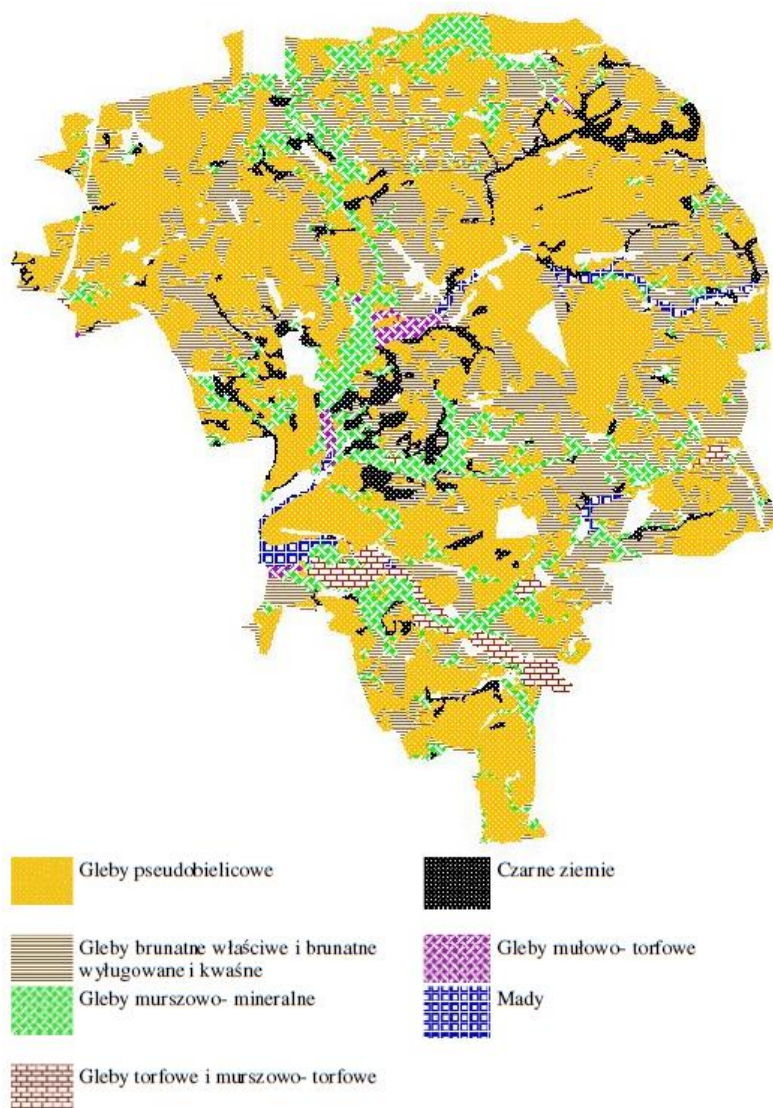 Gleby pseudobielicowe
Czarne ziemie
Gleby brunatne właściwe i brunatne
wyługowane i kwaśne
Gleby mułowo- torfowe
Gleby murszowo- mineralne
Mady
Gleby torfowe i murszowo- torfowe